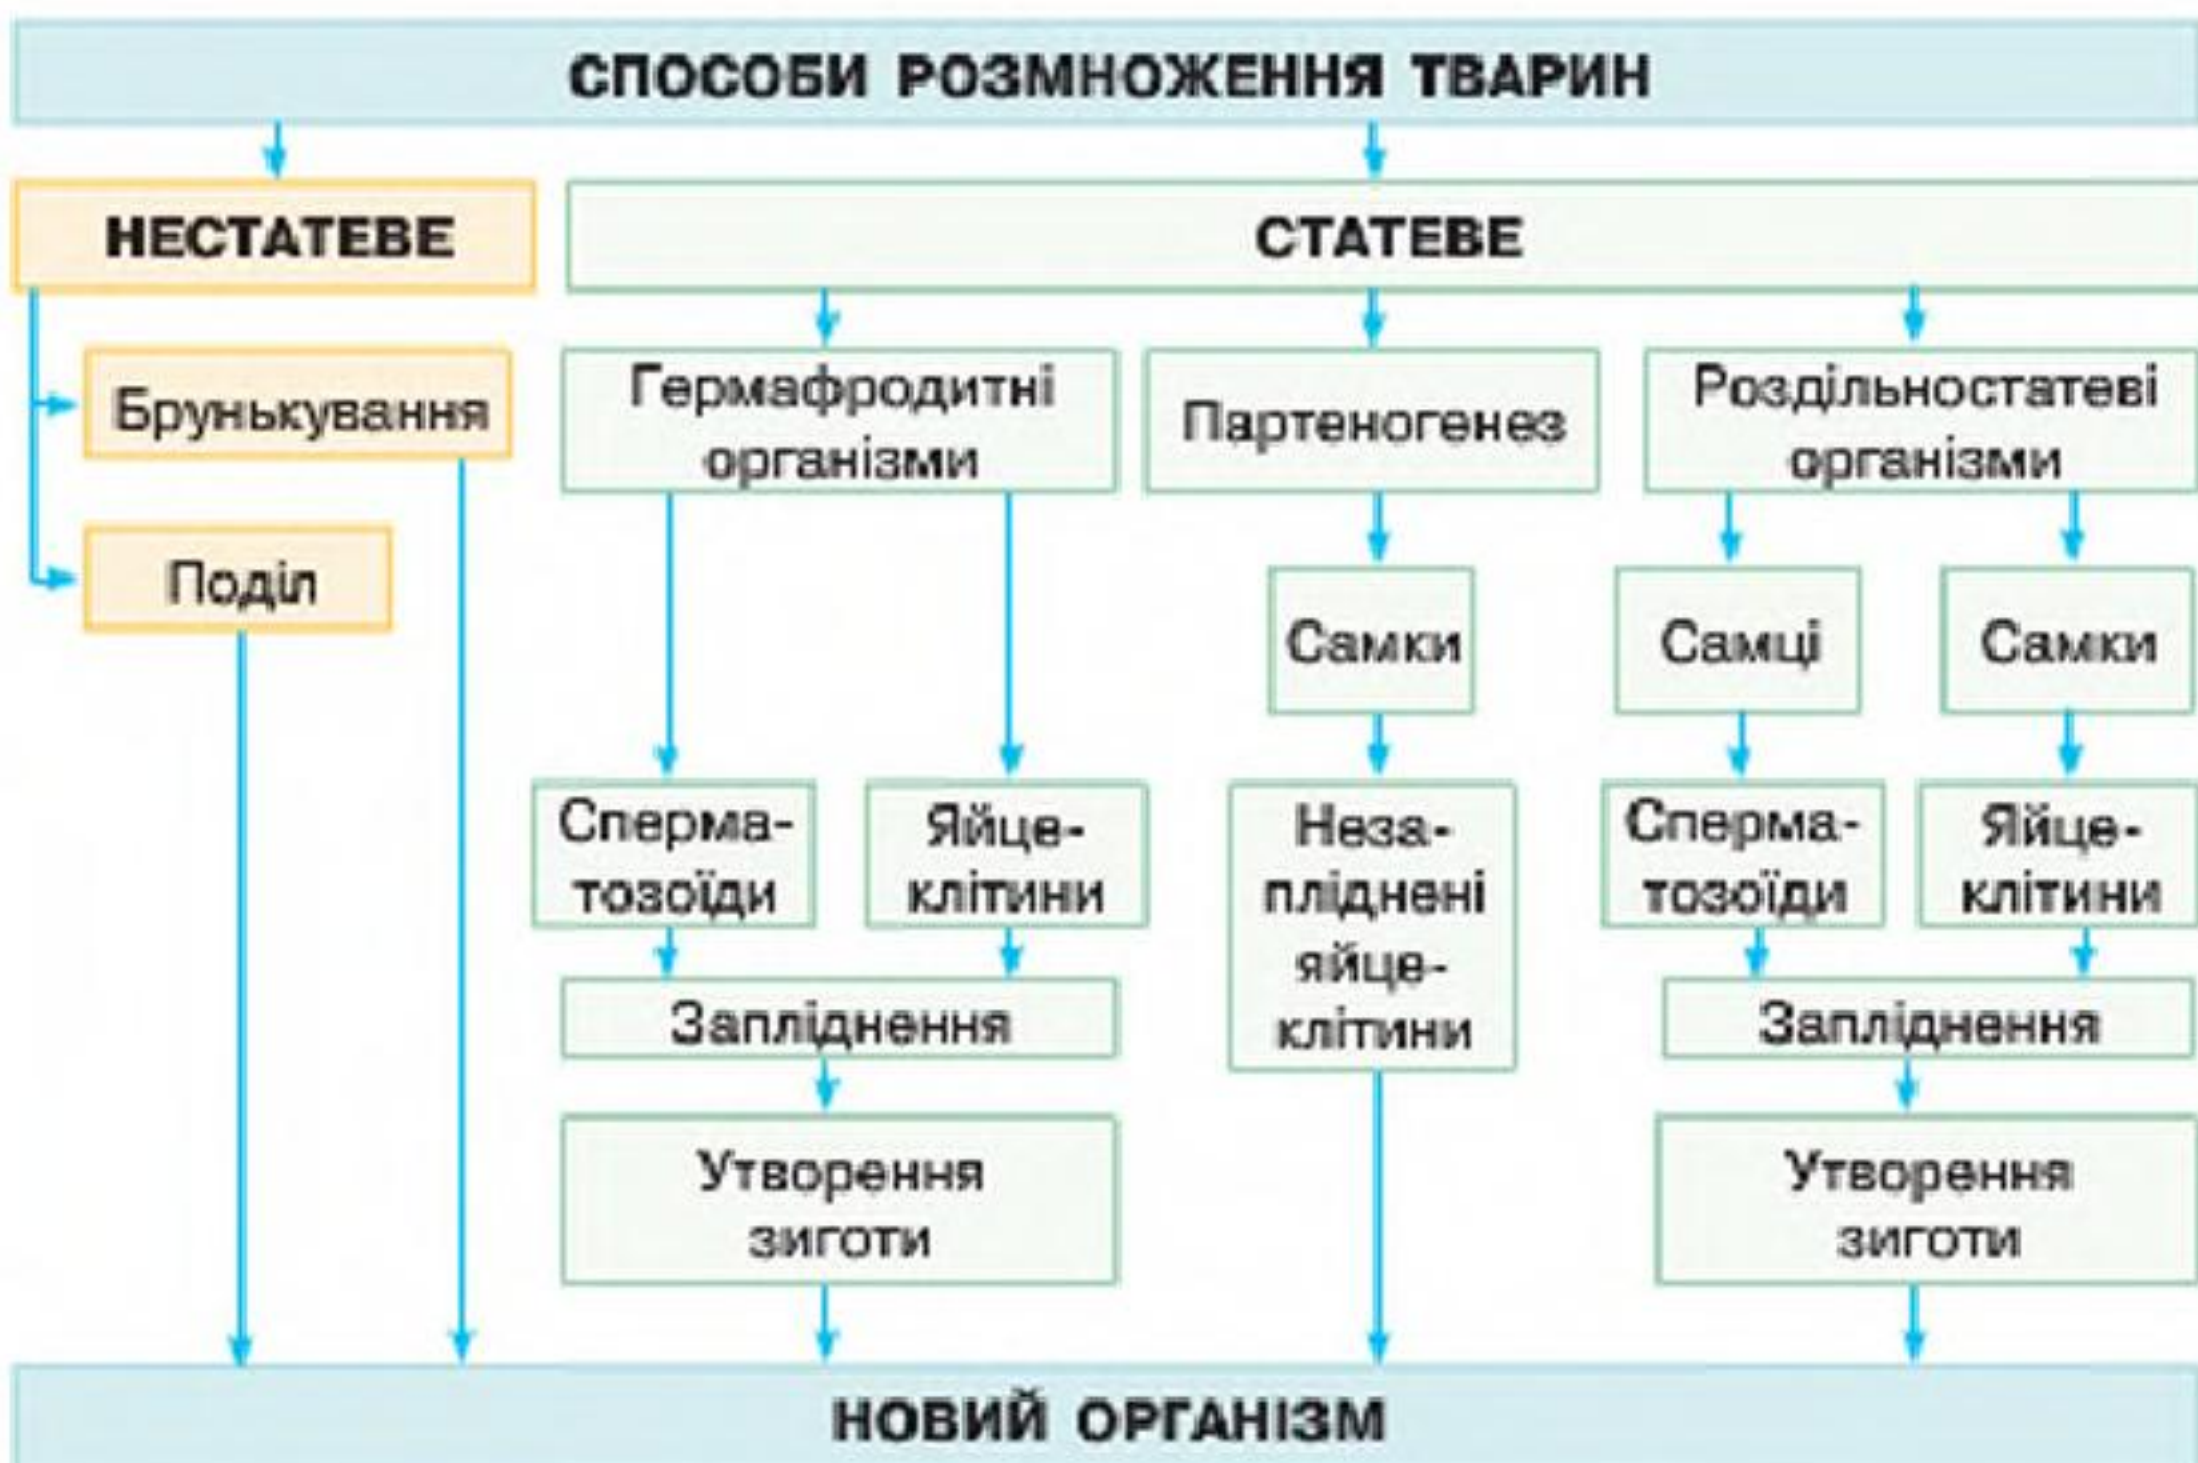 СПОСОБИ РОЗМНОЖЕННЯ ТВАРИН
НЕСТАТЕВЕ
СТАТЕВЕ
Брунькування
Поділ
Гермафродитні
організми
Партеногенез
Роздільностатеві
організми
Самки
Самці
Самки
Сперма-
тозоїди
Яйце-
клітини
Неза-
пліднені
яйце-
клітини
Сперма-
тозоїди
Яйце-
клітини
Запліднення
Запліднення
Утворення
зиготи
Утворення
зиготи
НОВИЙ ОРГАНІЗМ